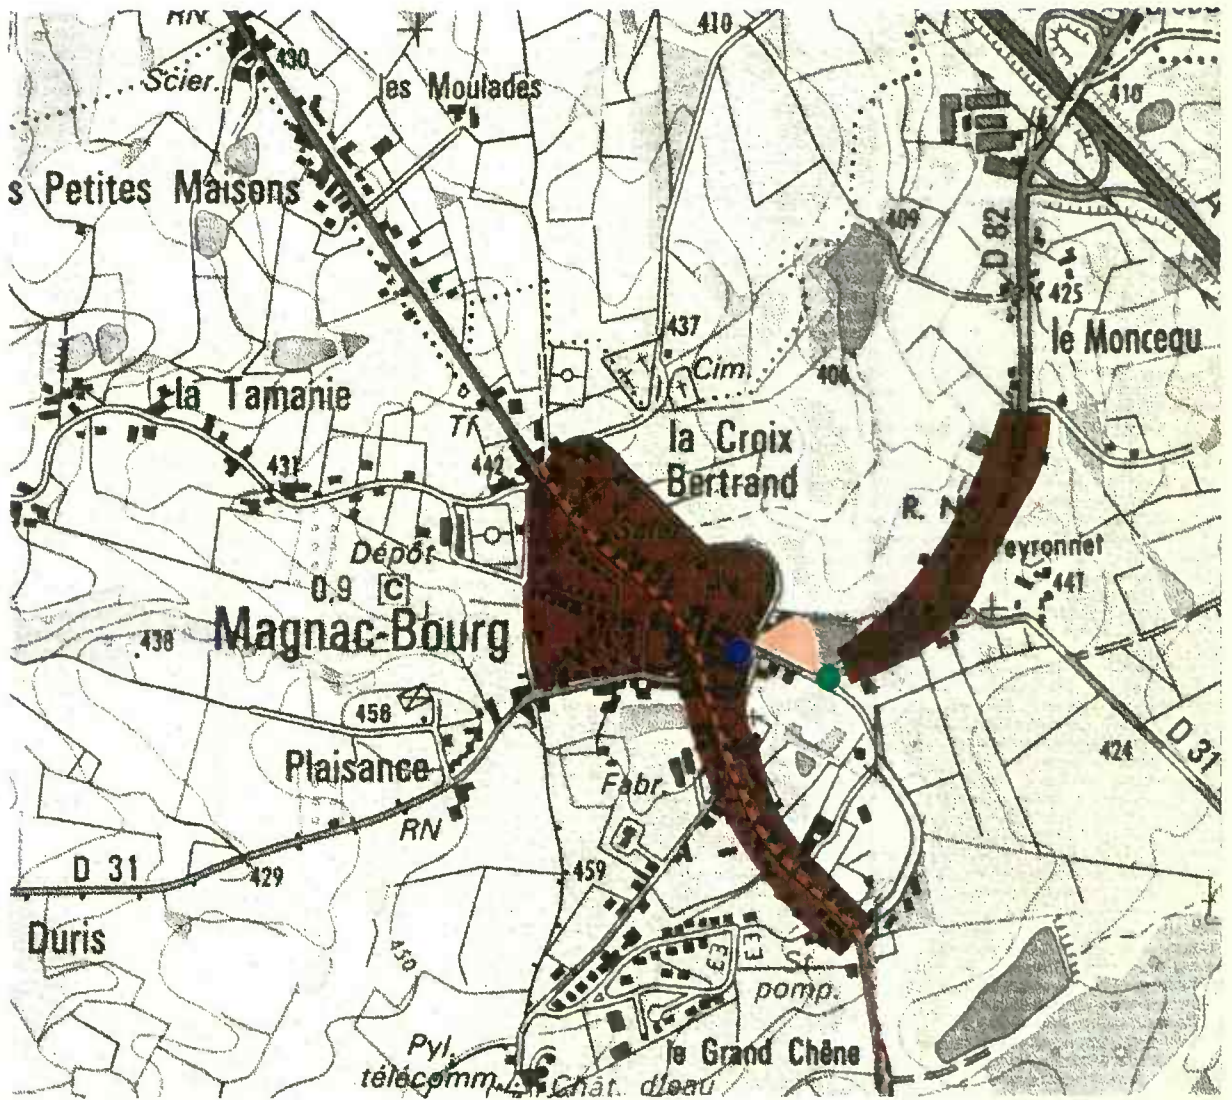 RN
430
Scier.
les Moulades
410
410
s Petites Maisons
409
D 82
A
425
le Monceau
437
Cim.
406
la Tamanie
Tf
la Croix
Bertrand
442
431
R. N
Dépôt
0.9 [C]
Peyronnet
441
Magnac-Bourg
438
458
Plaisance
Fabr.
D 31
424
RN
D 31
429
459
Duris
450
St.
pomp.
Pyl.
télécomm.
le Grand Chêne
Chât. d'eau